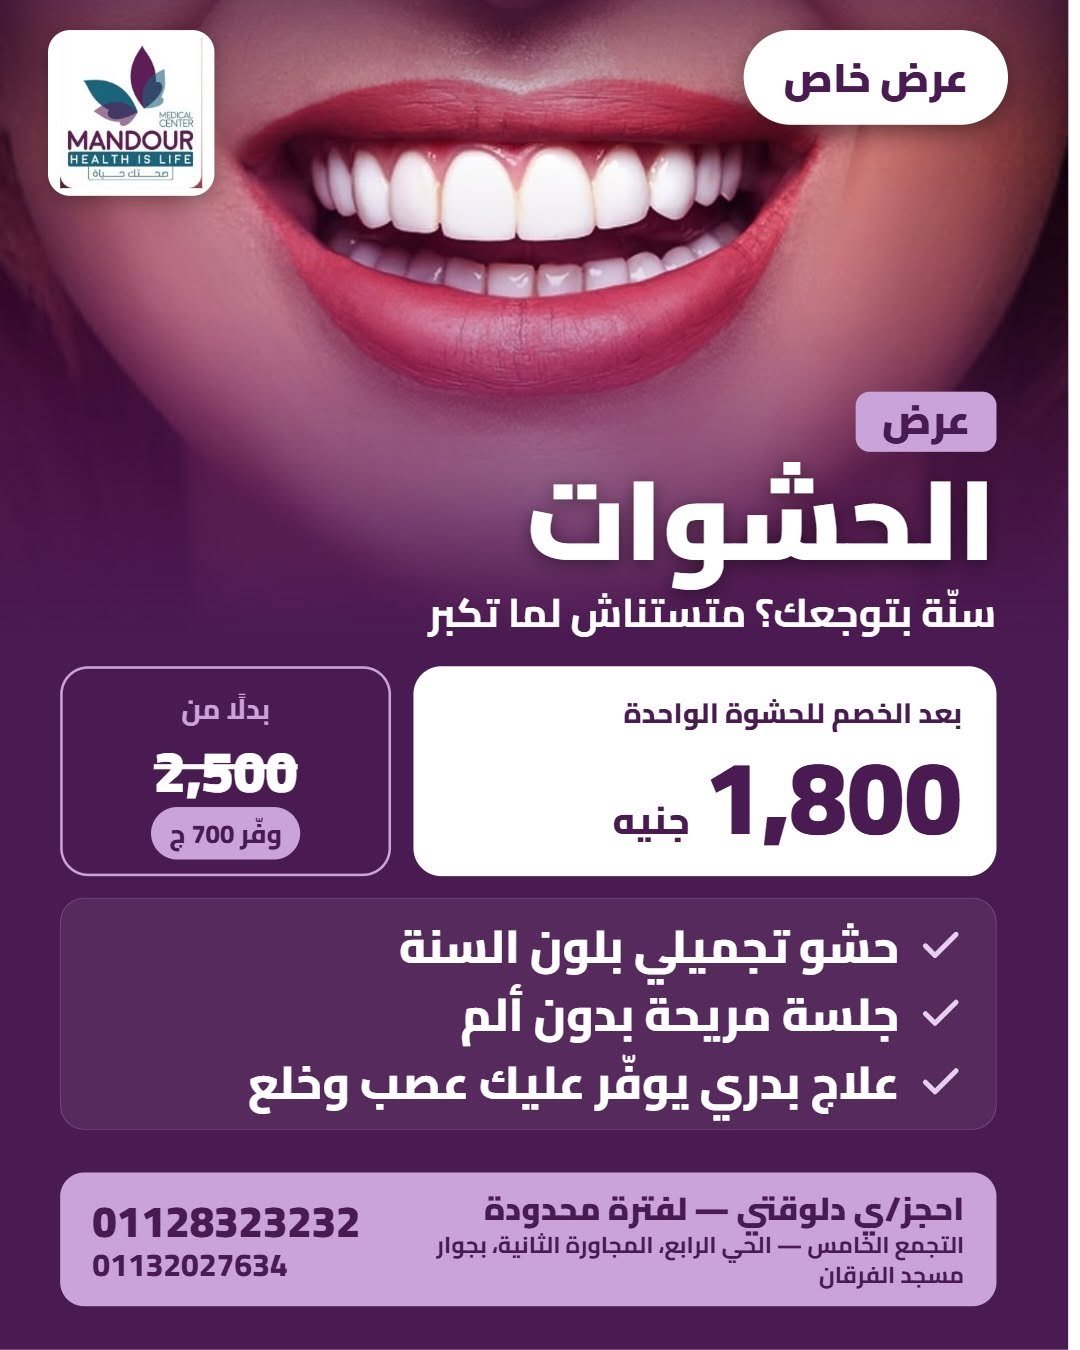 عرض خاص
MEDICAL
CENTER
MANDOUR
HEALTH IS LIFE
صحتك حياة
عرض
الحشوات
سنّة بتوجعك؟ متستناش لما تكبر
بعد الخصم للحشوة الواحدة
1,800 جنيه
بدلًا من
2,500
وفّر 700 ج
حشو تجميلي بلون السنة
جلسة مريحة بدون ألم
علاج بدري يوفّر عليك عصب وخلع
احجز/ي دلوقتي — لفترة محدودة
التجمع الخامس — الحي الرابع، المجاورة الثانية، بجوار
مسجد الفرقان
01128323232
01132027634